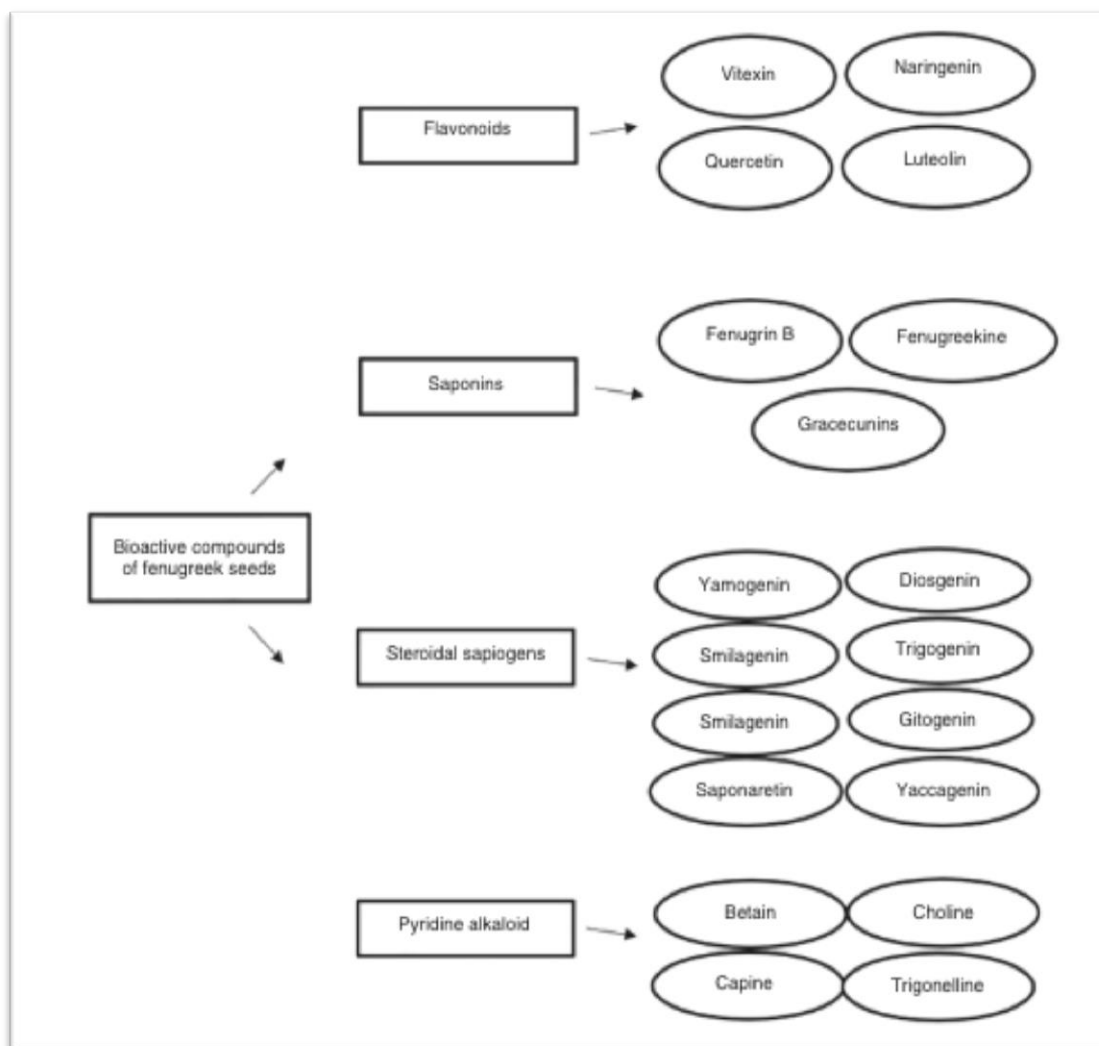 Flavonoids
Vitexin
Naringenin
Quercetin
Luteolin
Saponins
Fenugrin B
Fenugreekine
Gracecunins
Bioactive compounds
of fenugreek seeds
Steroidal sapiogens
Yamogenin
Diosgenin
Smilagenin
Trigogenin
Smilagenin
Gitogenin
Saponaretin
Yaccagenin
Pyridine alkaloid
Betain
Choline
Capine
Trigonelline